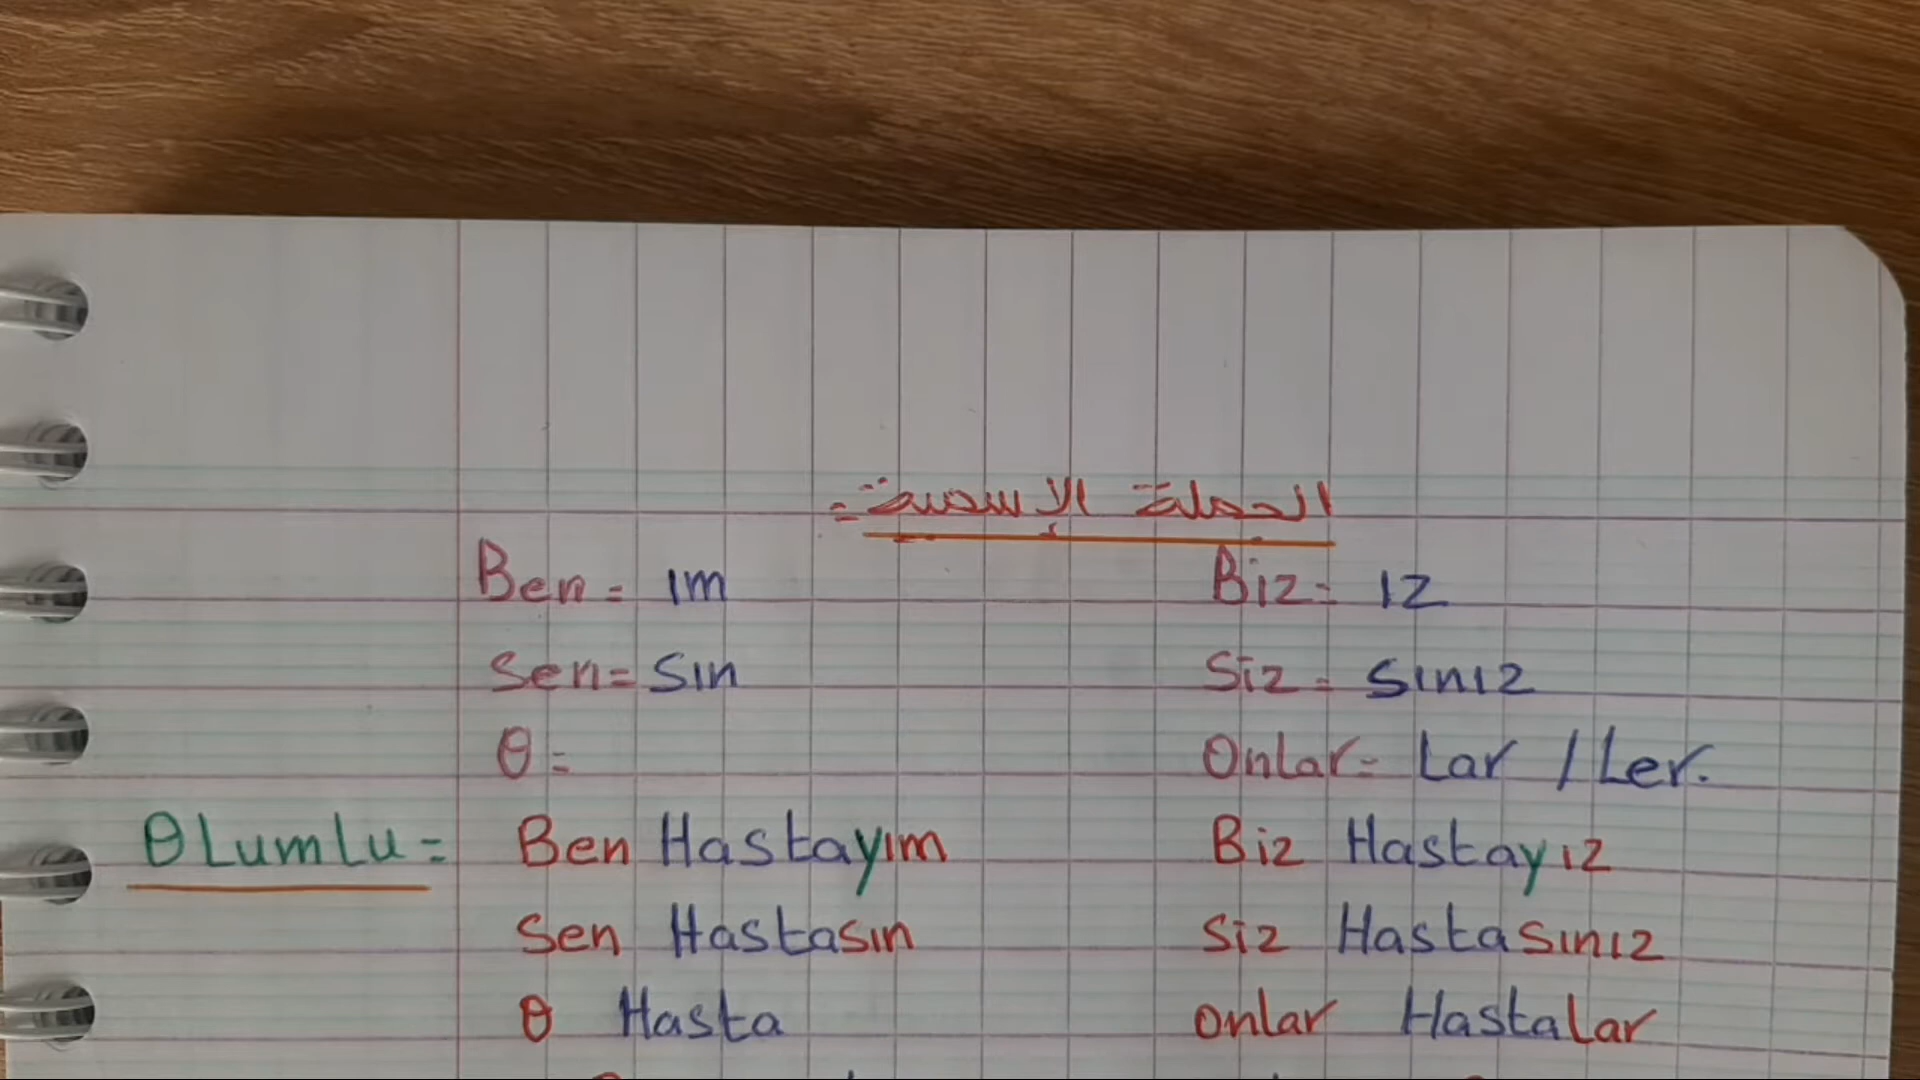 الجملة الإسمية:
Ben = ım Biz = ız
Sen = sın Siz = sınız
O = Onlar = Lar / Ler.
OLumLu = Ben Hastayım Biz Hastayız
Sen Hastasın Siz Hastasınız
O Hasta onlar HastaLar